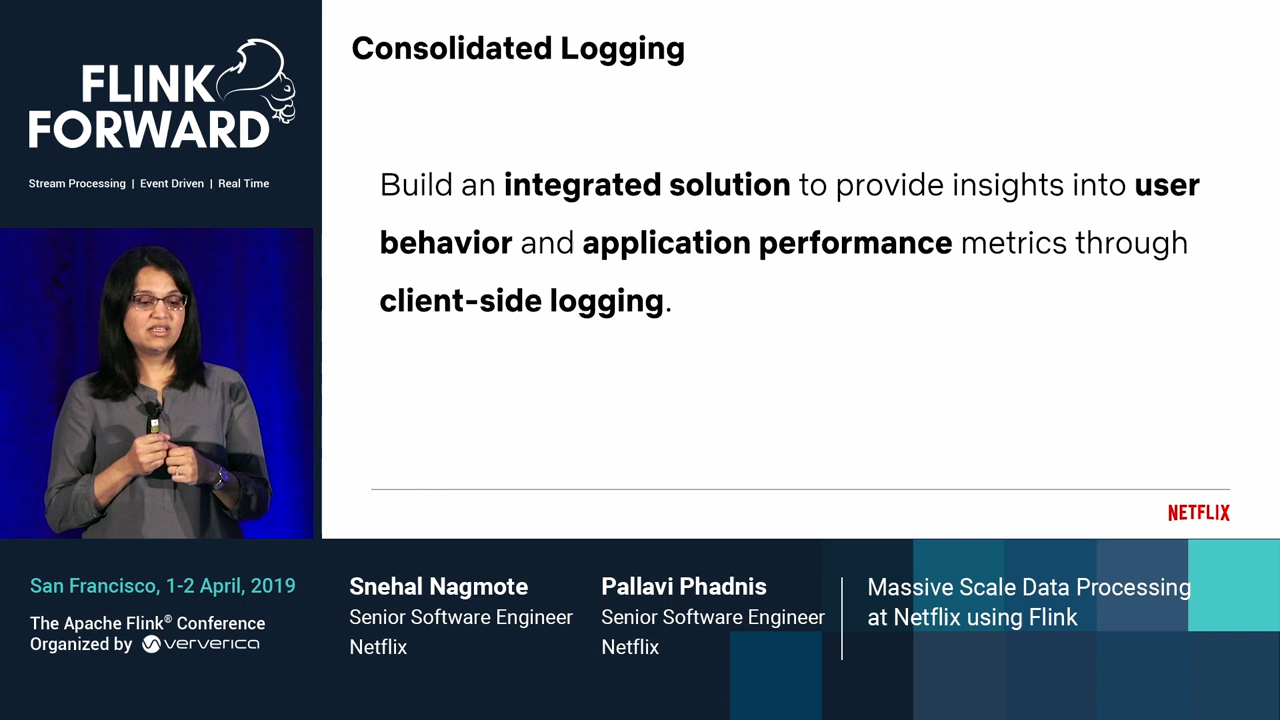 FLINK
FORWARD
Stream Processing | Event Driven | Real Time
Consolidated Logging
Build an integrated solution to provide insights into user
behavior and application performance metrics through
client-side logging.
NETFLIX
San Francisco, 1-2 April, 2019
The Apache Flink® Conference
Organized by ververica
Snehal Nagmote
Senior Software Engineer
Netflix
Pallavi Phadnis
Senior Software Engineer
Netflix
Massive Scale Data Processing
at Netflix using Flink